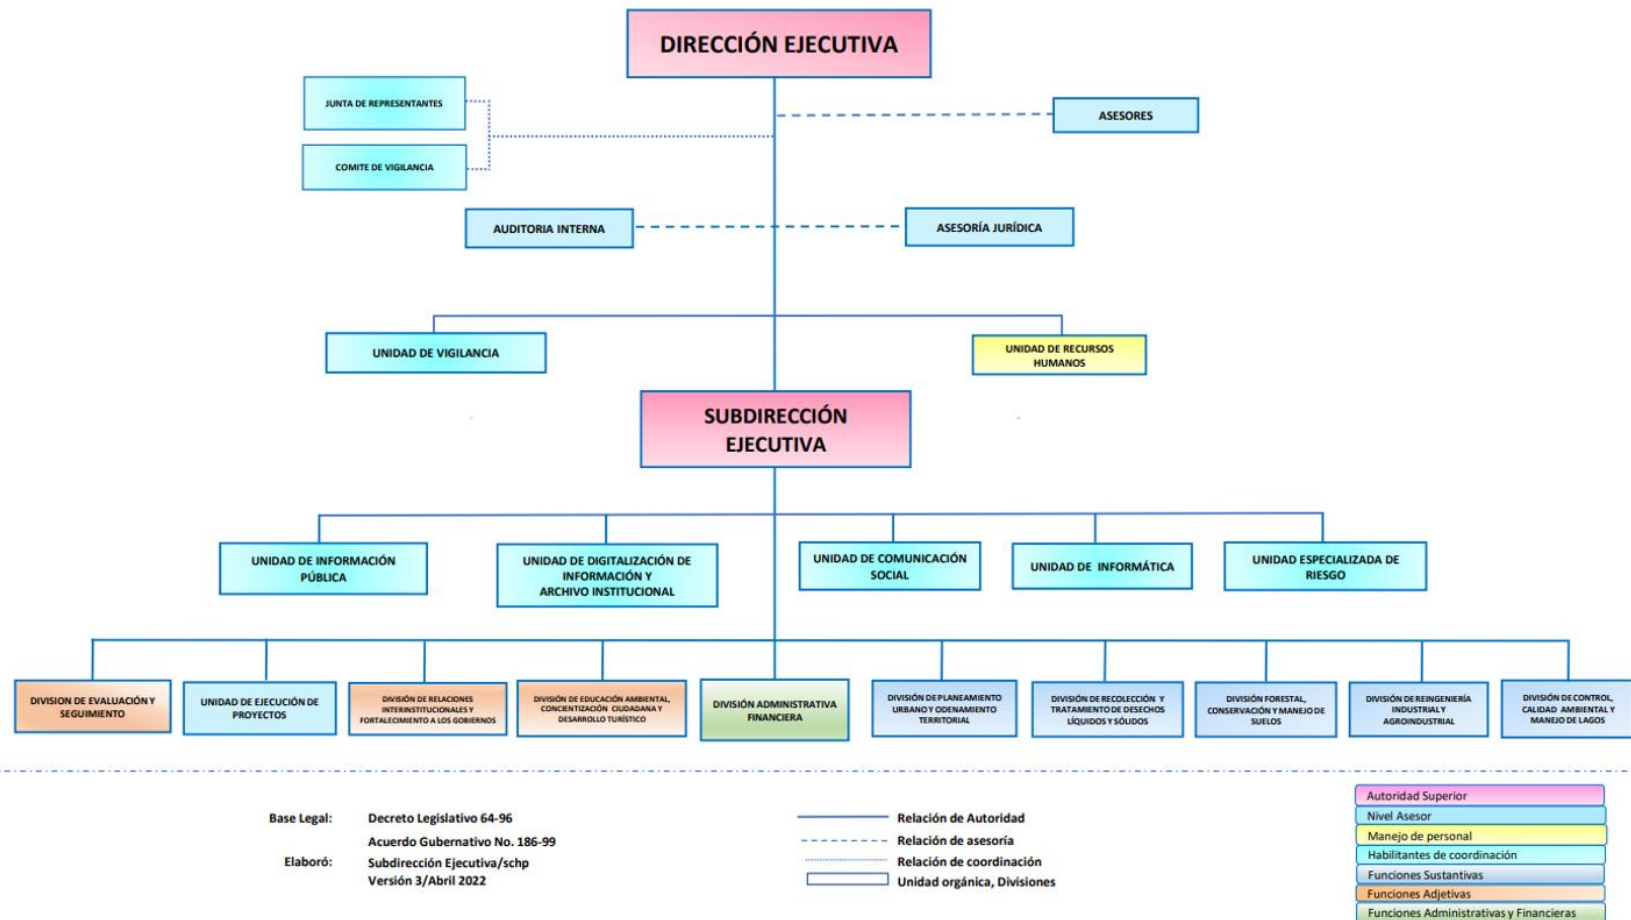 DIRECCIÓN EJECUTIVA
JUNTA DE REPRESENTANTES
ASESORES
COMITE DE VIGILANCIA
AUDITORIA INTERNA
ASESORÍA JURÍDICA
UNIDAD DE VIGILANCIA
UNIDAD DE RECURSOS
HUMANOS
SUBDIRECCIÓN
EJECUTIVA
UNIDAD DE INFORMACIÓN
PÚBLICA
UNIDAD DE DIGITALIZACIÓN DE
INFORMACIÓN Y
ARCHIVO INSTITUCIONAL
UNIDAD DE COMUNICACIÓN
SOCIAL
UNIDAD DE INFORMÁTICA
UNIDAD ESPECIALIZADA DE
RIESGO
DIVISION DE EVALUACIÓN Y
SEGUIMIENTO
UNIDAD DE EJECUCIÓN DE
PROYECTOS
DIVISIÓN DE RELACIONES
INTERINSTITUCIONALES Y
FORTALECIMIENTO A LOS GOBIERNOS
DIVISIÓN DE EDUCACIÓN AMBIENTAL,
CONCIENTIZACIÓN CIUDADANA Y
DESARROLLO TURÍSTICO
DIVISIÓN ADMINISTRATIVA
FINANCIERA
DIVISIÓN DE PLANEAMIENTO
URBANO Y ODENAMIENTO
TERRITORIAL
DIVISIÓN DE RECOLECCIÓN Y
TRATAMIENTO DE DESECHOS
LÍQUIDOS Y SÓLIDOS
DIVISIÓN FORESTAL,
CONSERVACIÓN Y MANEJO DE
SUELOS
DIVISIÓN DE REINGENIERÍA
INDUSTRIAL Y
AGROINDUSTRIAL
DIVISIÓN DE CONTROL,
CALIDAD AMBIENTAL Y
MANEJO DE LAGOS
Base Legal: Decreto Legislativo 64-96
Acuerdo Gubernativo No. 186-99
Elaboró: Subdirección Ejecutiva/schp
Versión 3/Abril 2022
Relación de Autoridad
Relación de asesoría
Relación de coordinación
Unidad orgánica, Divisiones
Autoridad Superior
Nivel Asesor
Manejo de personal
Habilitantes de coordinación
Funciones Sustantivas
Funciones Adjetivas
Funciones Administrativas y Financieras